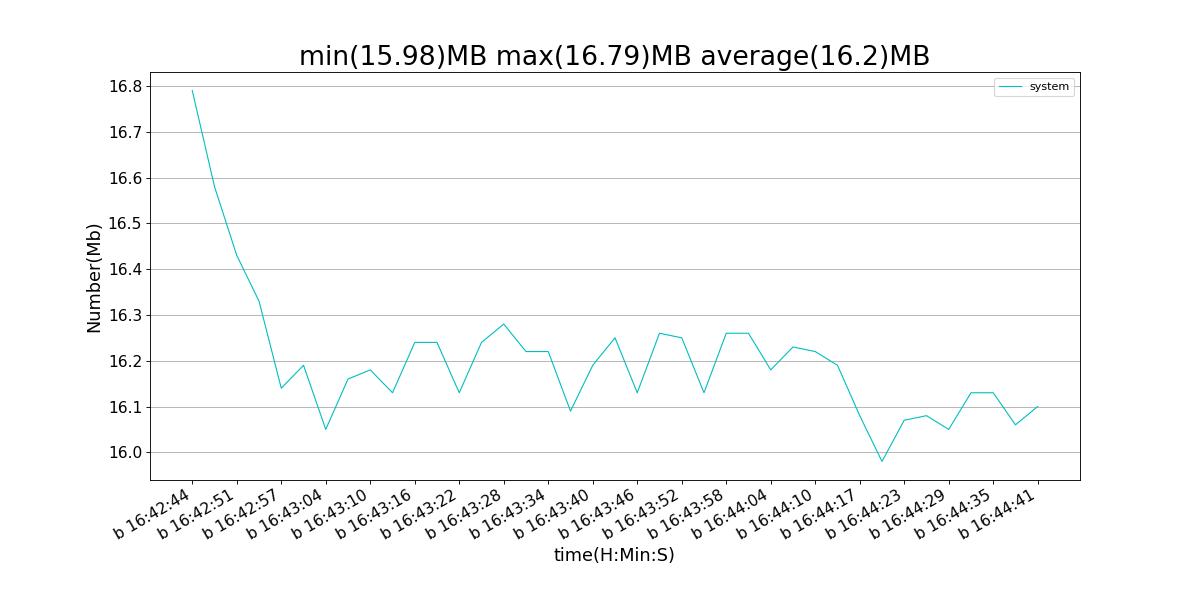 min(15.98)MB max(16.79)MB average(16.2)MB
system
16.8
16.7
16.6
16.5
16.4
16.3
16.2
16.1
16.0
Number(Mb)
b 16:42:44
b 16:42:51
b 16:42:57
b 16:43:04
b 16:43:10
b 16:43:16
b 16:43:22
b 16:43:28
b 16:43:34
b 16:43:40
b 16:43:46
b 16:43:52
b 16:43:58
b 16:44:04
b 16:44:10
b 16:44:17
b 16:44:23
b 16:44:29
b 16:44:35
b 16:44:41
time(H:Min:S)